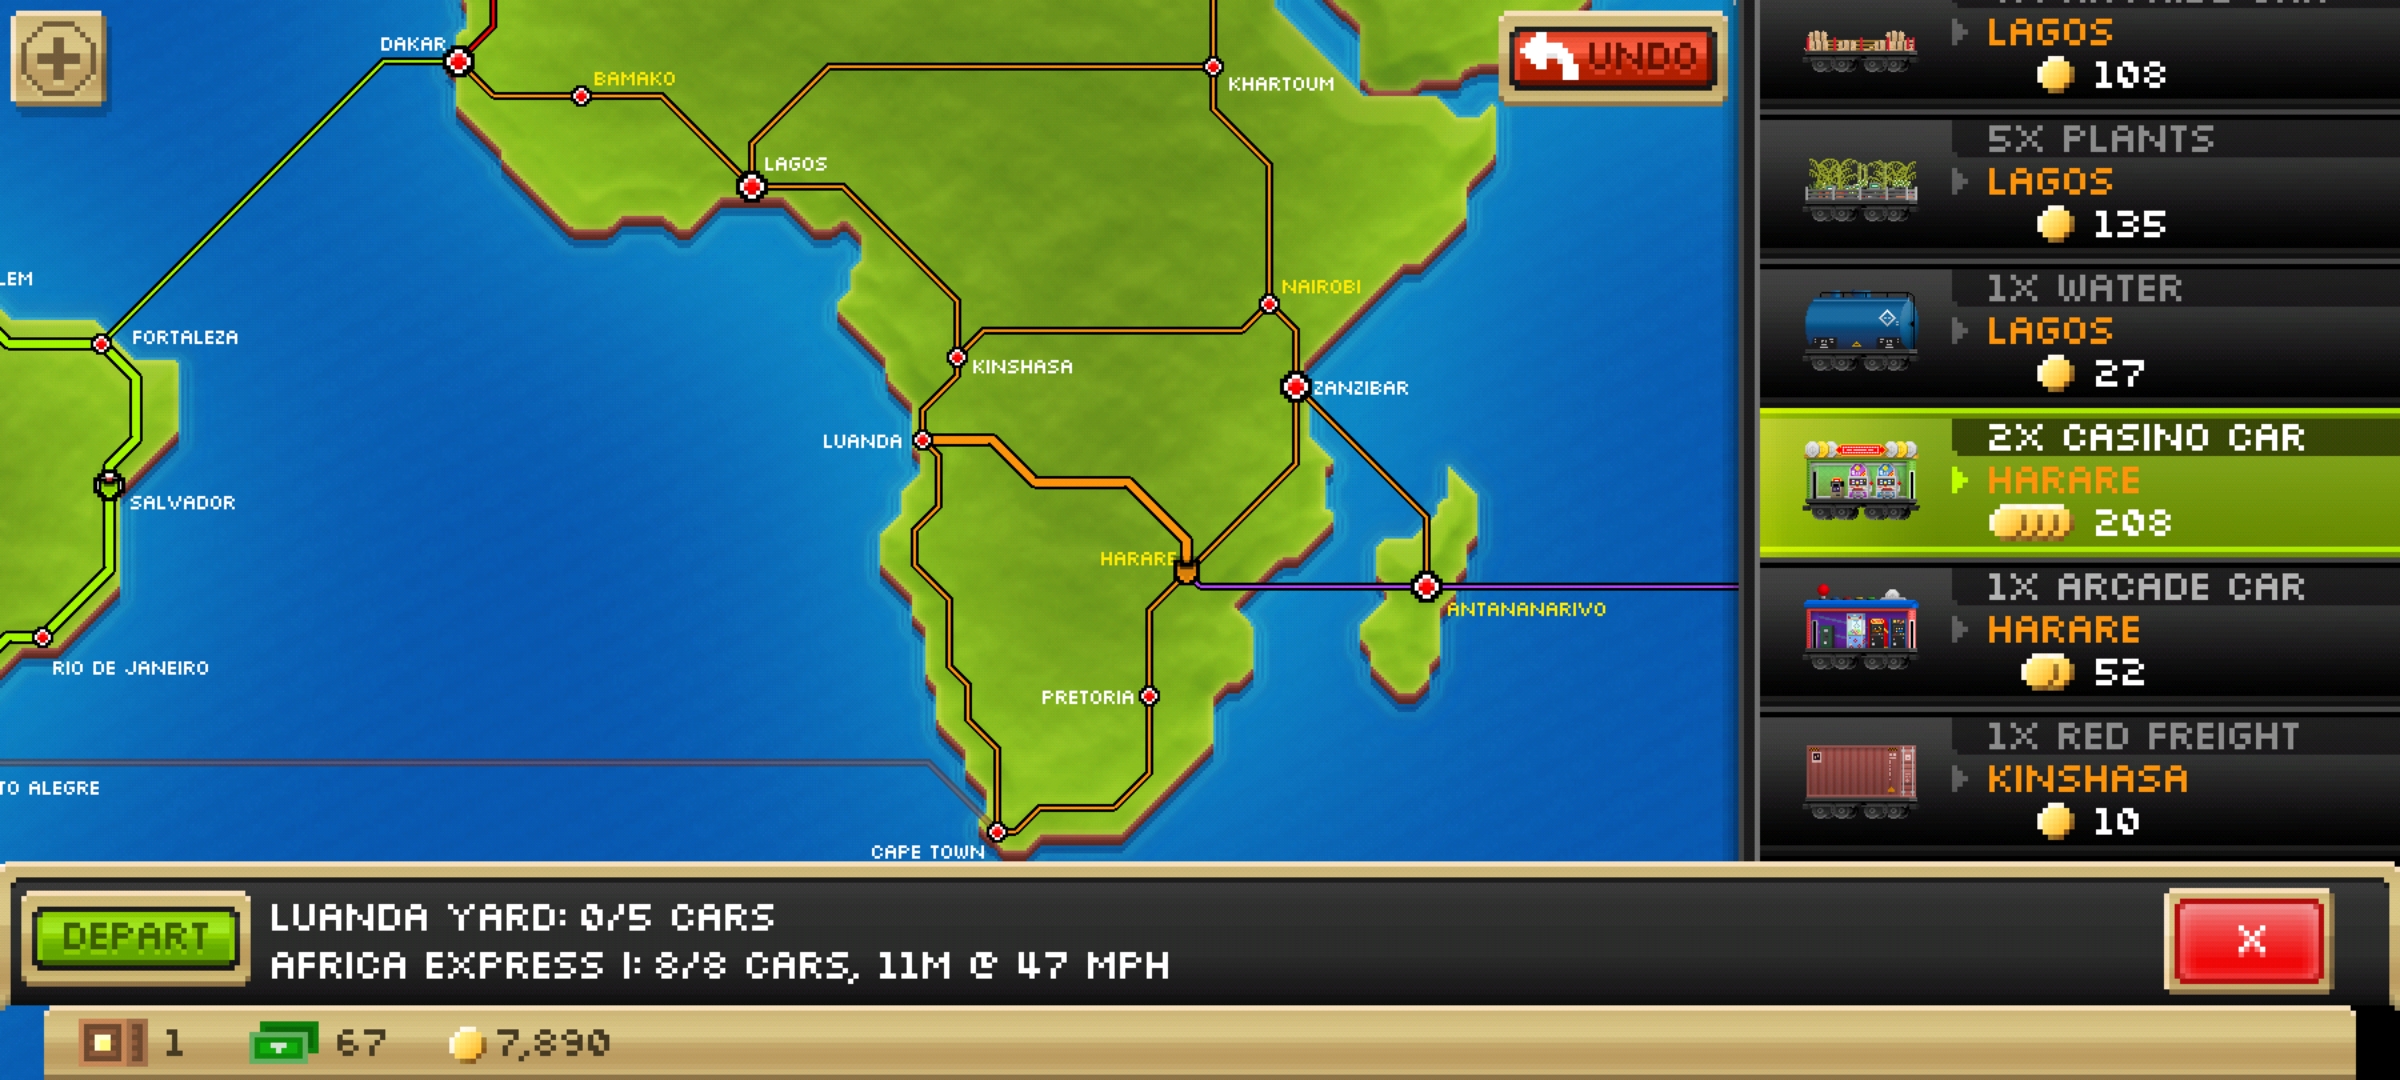 DAKAR
BAMAKO
LAGOS
KHARTOUM
UNDO
LEM
FORTALEZA
NAIROBI
KINSHASA
ZANZIBAR
LUANDA
SALVADOR
HARARE
ANTANANARIVO
RIO DE JANEIRO
PRETORIA
TO ALEGRE
CAPE TOWN
LAGOS
108
5X PLANTS
LAGOS
135
1X WATER
LAGOS
27
2X CASINO CAR
HARARE
208
1X ARCADE CAR
HARARE
52
1X RED FREIGHT
KINSHASA
10
DEPART
LUANDA YARD: 0/5 CARS
AFRICA EXPRESS I: 8/8 CARS, 11M @ 47 MPH
X
1
67
7,890